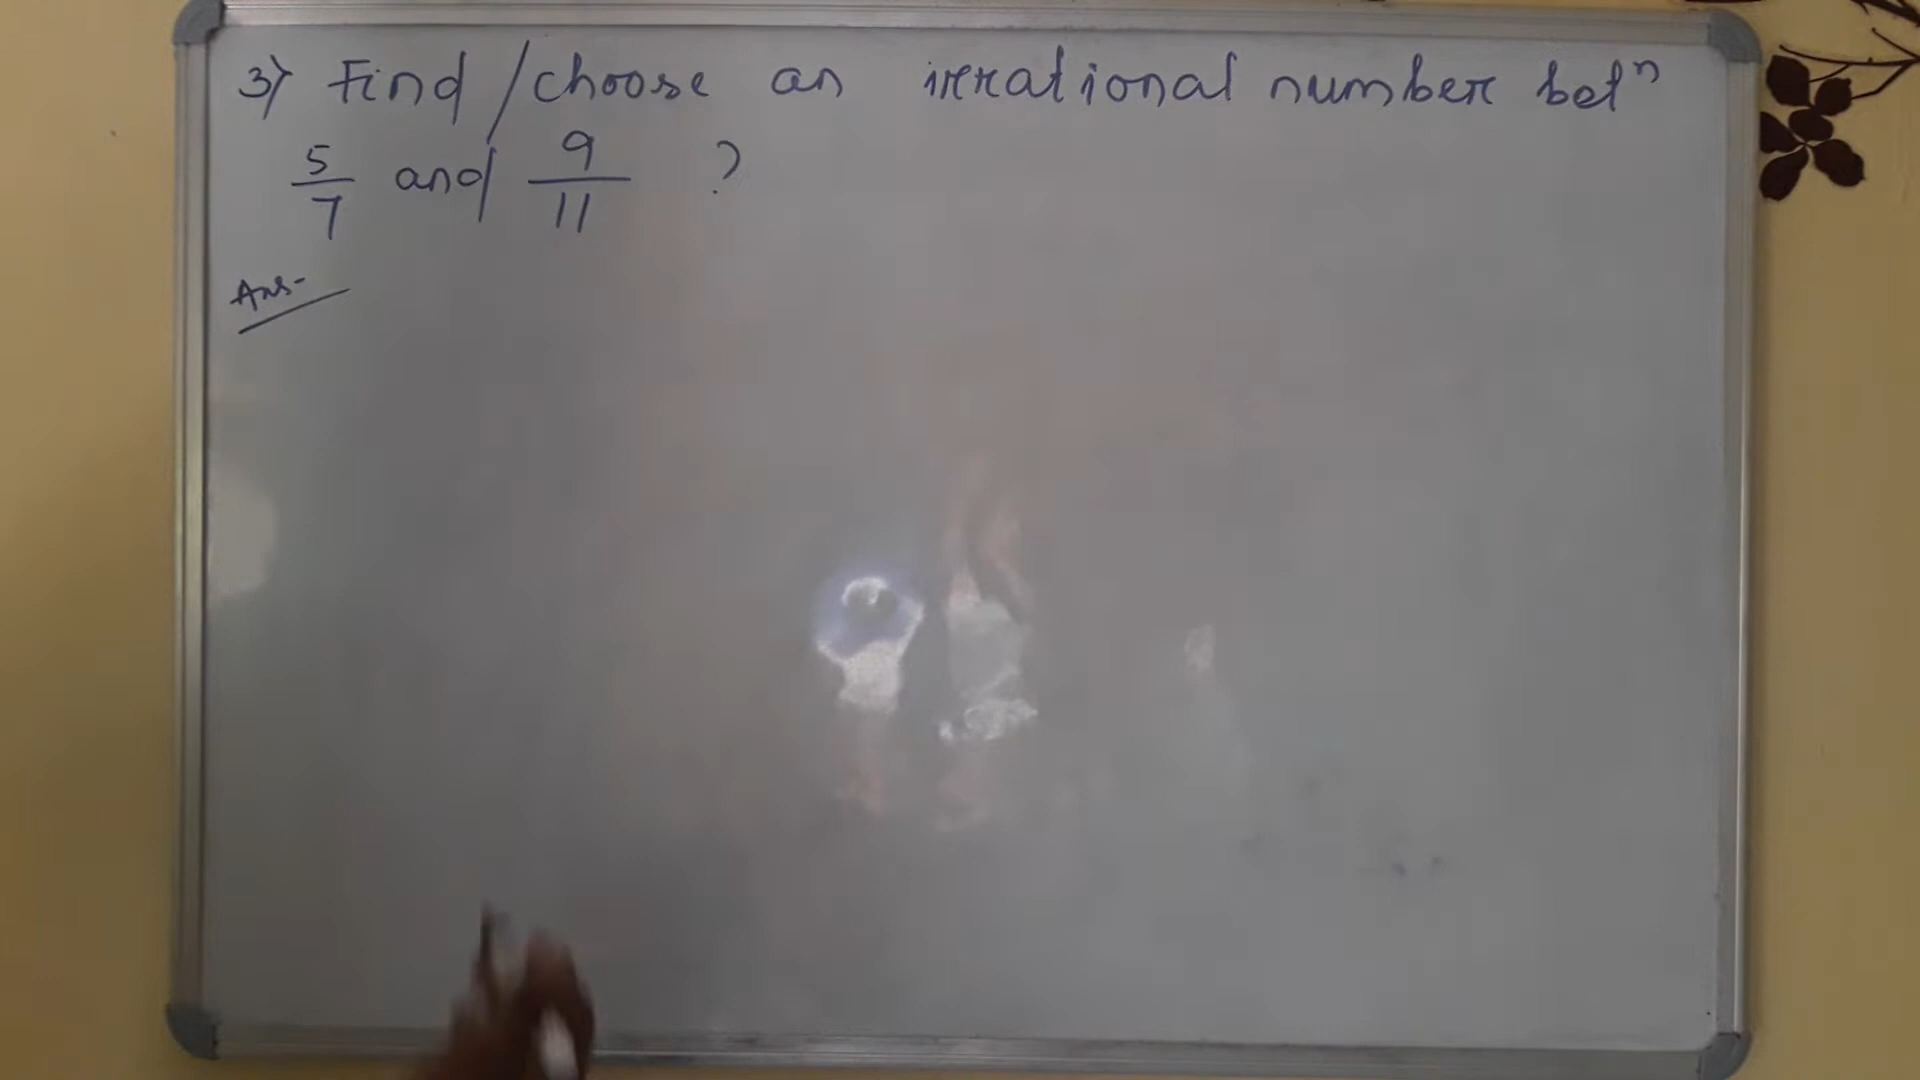 3) Find / choose an irrational number betⁿ
5/7 and 9/11 ?
Ans-